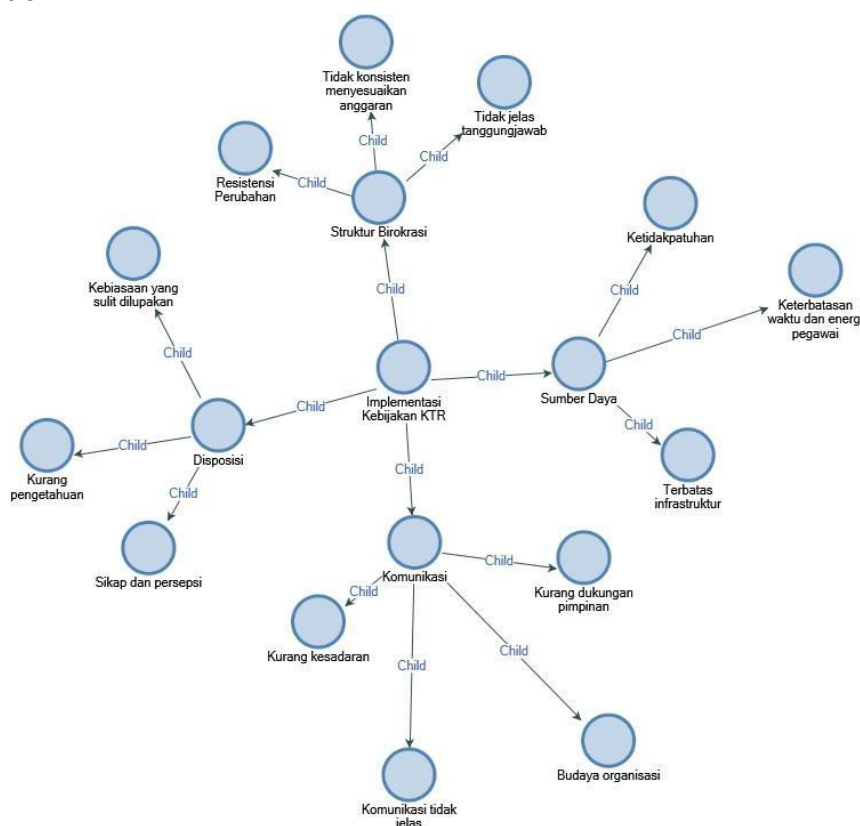 Tidak konsisten
menyesuaikan
anggaran
Tidak jelas
tanggungjawab
Child
Child
Resistensi
Perubahan
Child
Struktur Birokrasi
Ketidakpatuhan
Kebiasaan yang
sulit dilupakan
Child
Child
Keterbatasan
waktu dan energ
pegawai
Child
Child
Child
Implementasi
Kebijakan KTR
Sumber Daya
Child
Child
Child
Disposisi
Kurang
pengetahuan
Child
Child
Terbatas
infrastruktur
Sikap dan persepsi
Komunikasi
Child
Kurang dukungan
pimpinan
Child
Kurang kesadaran
Child
Child
Budaya organisasi
Komunikasi tidak
jelas